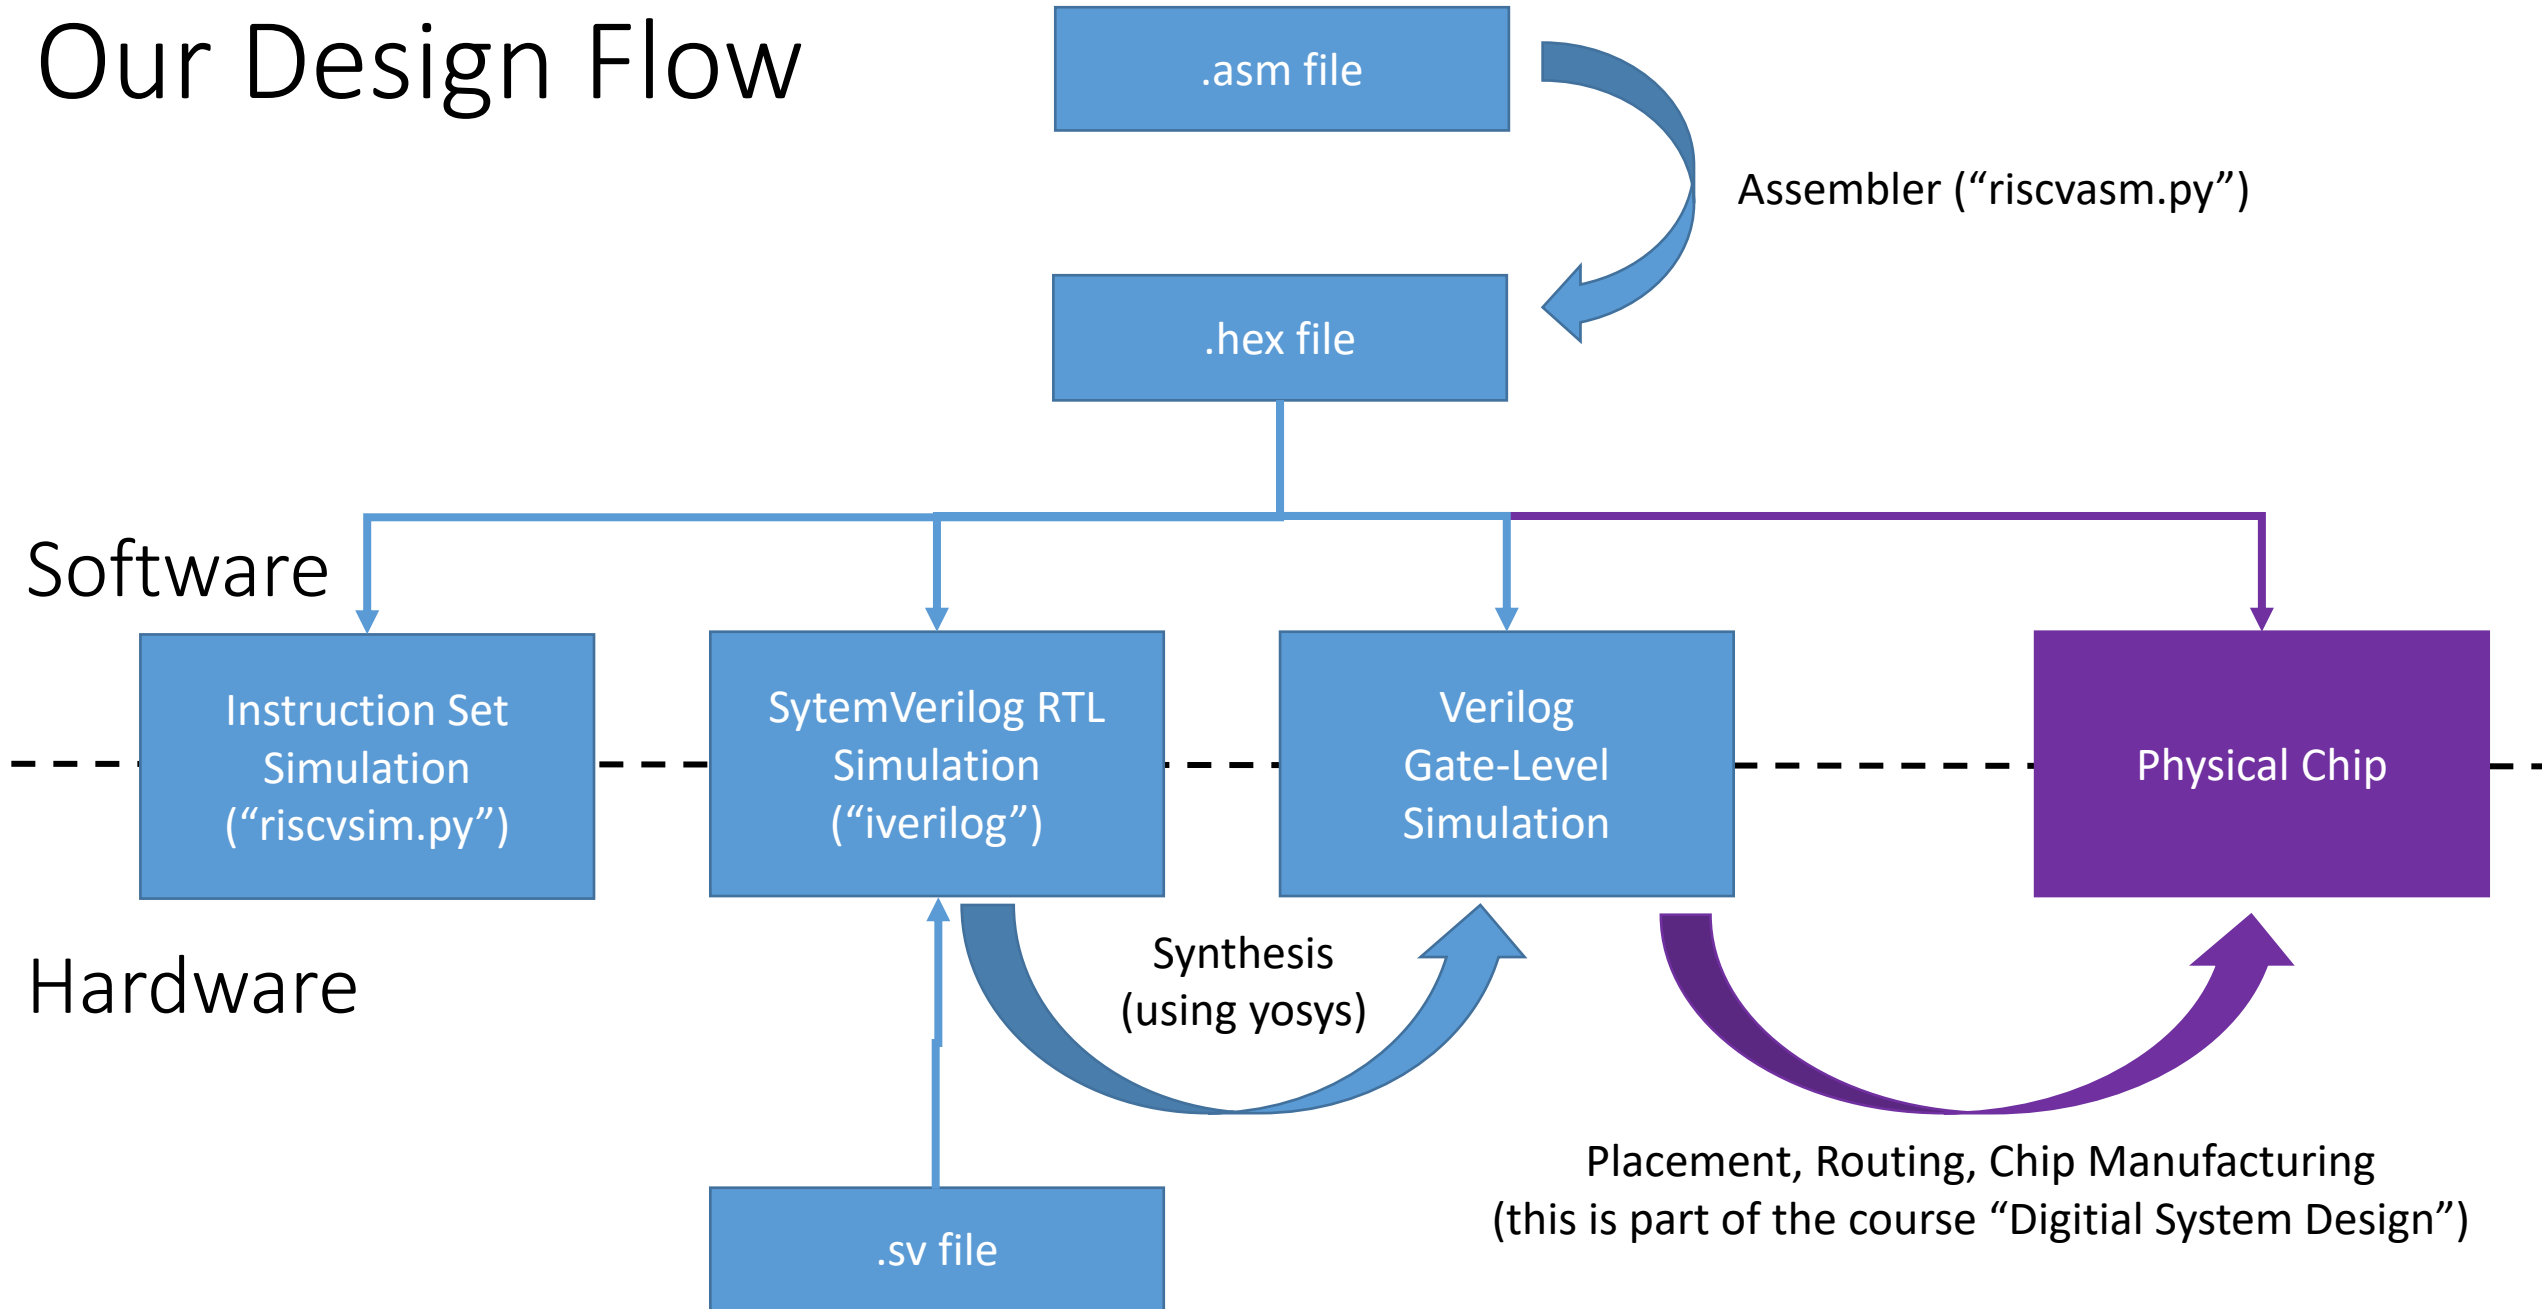 Our Design Flow
.asm file
Assembler (“riscvasm.py”)
.hex file
Software
Instruction Set
Simulation
(“riscvsim.py”)
SytemVerilog RTL
Simulation
(“iverilog”)
Verilog
Gate-Level
Simulation
Physical Chip
Hardware
Synthesis
(using yosys)
Placement, Routing, Chip Manufacturing
(this is part of the course “Digitial System Design”)
.sv file